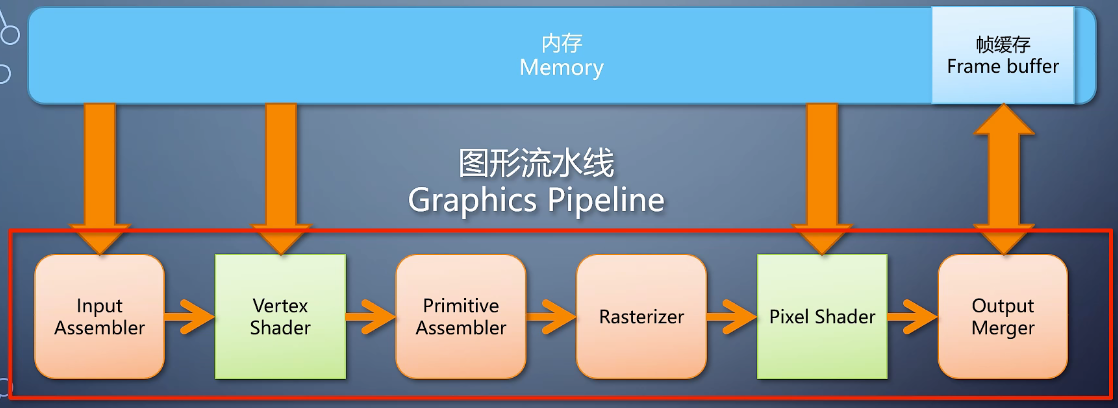 内存
Memory
帧缓存
Frame buffer
图形流水线
Graphics Pipeline
Input
Assembler
Vertex
Shader
Primitive
Assembler
Rasterizer
Pixel Shader
Output
Merger